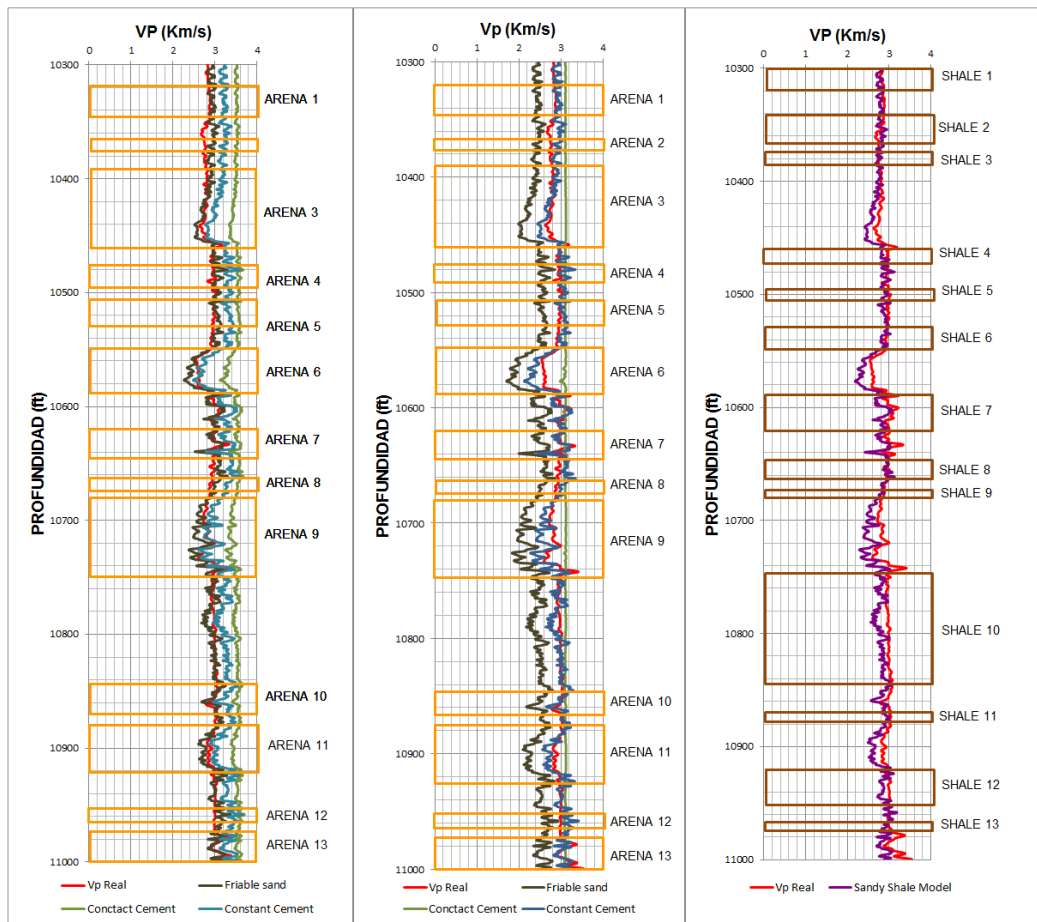 VP (Km/s)
0 1 2 3 4
PROFUNDIDAD (ft)
10300
10400
10500
10600
10700
10800
10900
11000
ARENA 1
ARENA 3
ARENA 4
ARENA 5
ARENA 6
ARENA 7
ARENA 8
ARENA 9
ARENA 10
ARENA 11
ARENA 12
ARENA 13
Vp Real Friable sand
Conctact Cement Constant Cement
Vp (Km/s)
0 1 2 3 4
PROFUNDIDAD (ft)
10300
10400
10500
10600
10700
10800
10900
11000
ARENA 1
ARENA 2
ARENA 3
ARENA 4
ARENA 5
ARENA 6
ARENA 7
ARENA 8
ARENA 9
ARENA 10
ARENA 11
ARENA 12
ARENA 13
Vp Real Friable sand
Conctact Cement Constant Cement
VP (Km/s)
0 1 2 3 4
PROFUNDIDAD (ft)
10300
10400
10500
10600
10700
10800
10900
11000
SHALE 1
SHALE 2
SHALE 3
SHALE 4
SHALE 5
SHALE 6
SHALE 7
SHALE 8
SHALE 9
SHALE 10
SHALE 11
SHALE 12
SHALE 13
Vp Real Sandy Shale Model